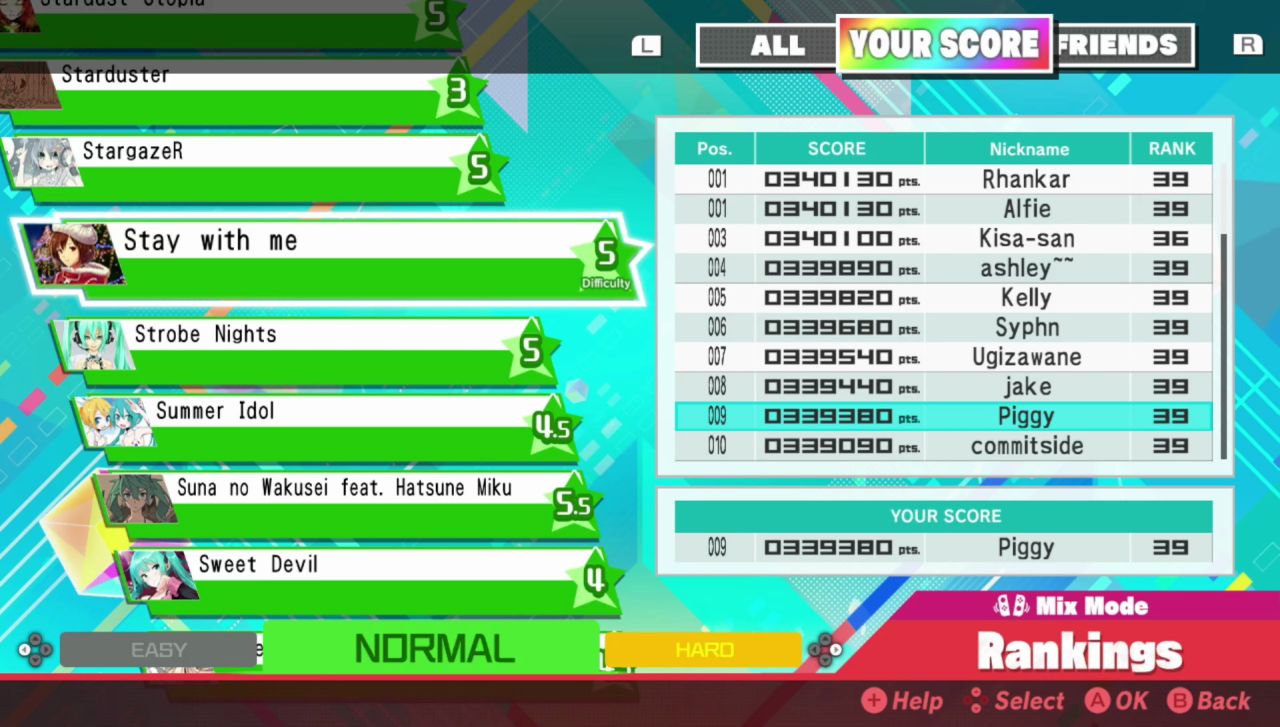 Stardust Utopia
5
L
ALL
YOUR SCORE
FRIENDS
R
Starduster
3
StargazeR
5
Stay with me
5
Difficulty
Strobe Nights
5
Summer Idol
4.5
Suna no Wakusei feat. Hatsune Miku
5.5
Sweet Devil
4
Pos. SCORE Nickname RANK
001 0340130 pts. Rhankar 39
001 0340130 pts. Alfie 39
003 0340100 pts. Kisa-san 36
004 0339890 pts. ashley~~ 39
005 0339820 pts. Kelly 39
006 0339680 pts. Syphn 39
007 0339540 pts. Ugizawane 39
008 0339440 pts. jake 39
009 0339380 pts. Piggy 39
010 0339090 pts. commitside 39
YOUR SCORE
009 0339380 pts. Piggy 39
Mix Mode
Rankings
EASY
NORMAL
HARD
+ Help
Select
A OK
B Back